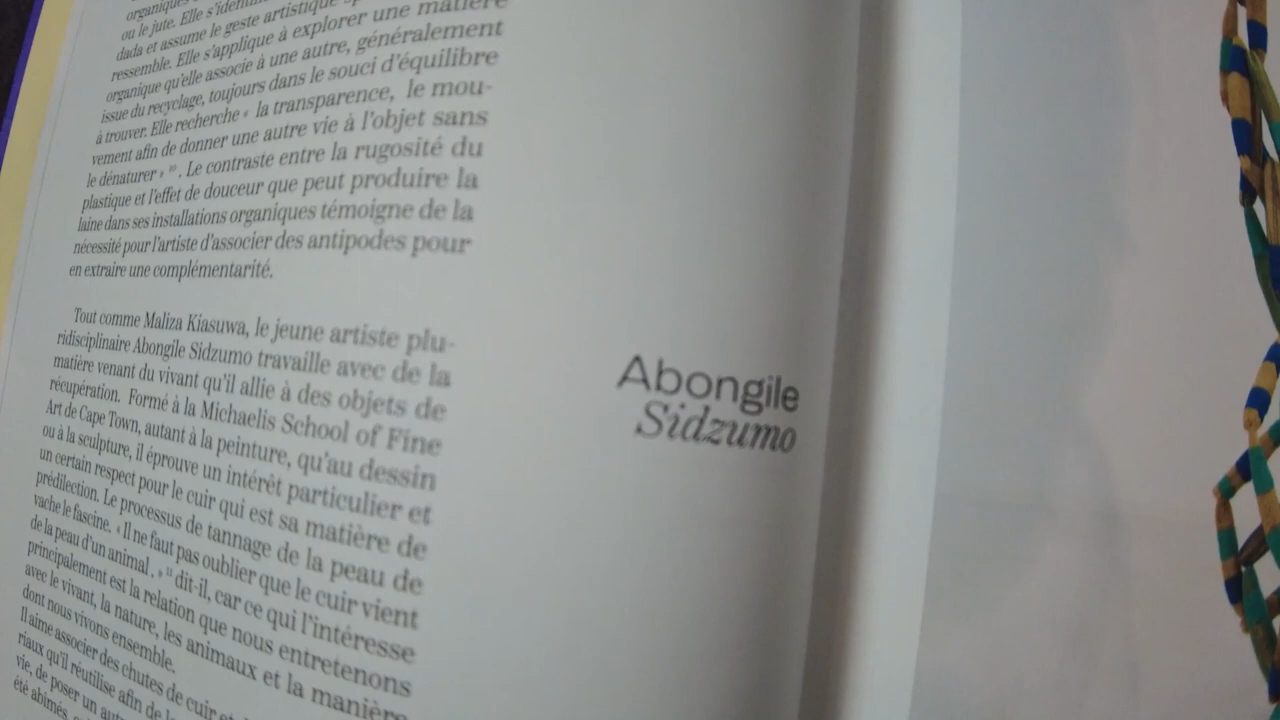 organiques
ou le jute. Elle s'identifie
dada et assume le geste artistique
ressemble. Elle s'applique à explorer une matière
organique qu'elle associe à une autre, généralement
issue du recyclage, toujours dans le souci d'équilibre
à trouver. Elle recherche « la transparence, le mou-
vement afin de donner une autre vie à l'objet sans
le dénaturer » ¹⁰. Le contraste entre la rugosité du
plastique et l'effet de douceur que peut produire la
laine dans ses installations organiques témoigne de la
nécessité pour l'artiste d'associer des antipodes pour
en extraire une complémentarité.
Tout comme Maliza Kiasuwa, le jeune artiste plu-
ridisciplinaire Abongile Sidzumo travaille avec de la
matière venant du vivant qu'il allie à des objets de
récupération. Formé à la Michaelis School of Fine
Art de Cape Town, autant à la peinture, qu'au dessin
ou à la sculpture, il éprouve un intérêt particulier et
un certain respect pour le cuir qui est sa matière de
prédilection. Le processus de tannage de la peau de
vache le fascine. « Il ne faut pas oublier que le cuir vient
de la peau d'un animal. » ¹¹ dit-il, car ce qui l'intéresse
principalement est la relation que nous entretenons
avec le vivant, la nature, les animaux et la manière
dont nous vivons ensemble.
Il aime associer des chutes de cuir et
riaux qu'il réutilise afin de
vie, de poser un
été abimés,
Abongile
Sidzumo